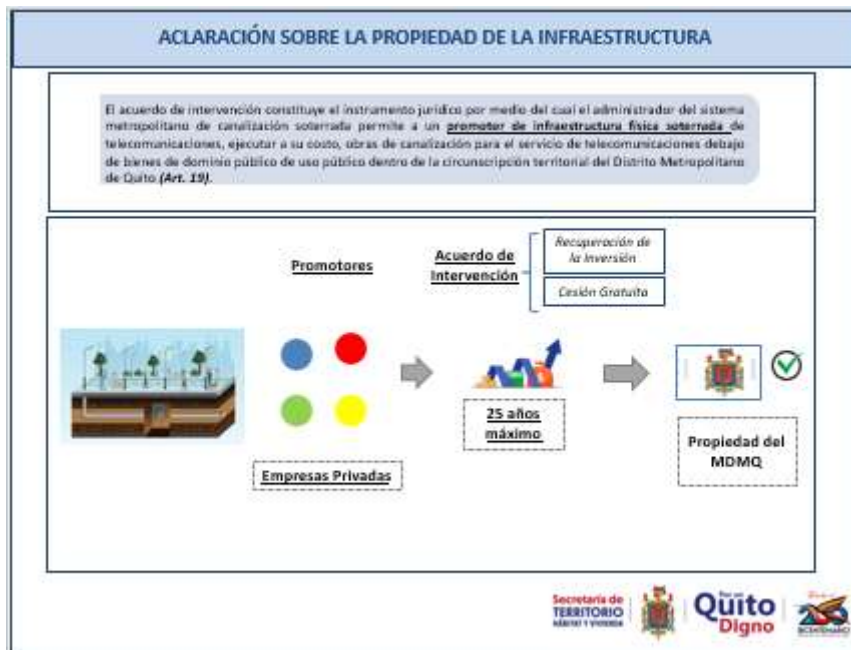 ACLARACIÓN SOBRE LA PROPIEDAD DE LA INFRAESTRUCTURA
El acuerdo de intervención constituye el instrumento jurídico por medio del cual el administrador del sistema
metropolitano de canalización soterrada permite a un promotor de infraestructura física soterrada de
telecomunicaciones, ejecutar a su costo, obras de canalización para el servicio de telecomunicaciones debajo
de bienes de dominio público de uso público dentro de la circunscripción territorial del Distrito Metropolitano
de Quito (Art. 19).
Promotores
Acuerdo de
Intervención
Recuperación de
la Inversión
Cesión Gratuita
25 años
máximo
Empresas Privadas
Propiedad del
MDMQ
Secretaría de
TERRITORIO
HÁBITAT Y VIVIENDA
Quito
Digno
BICENTENARIO